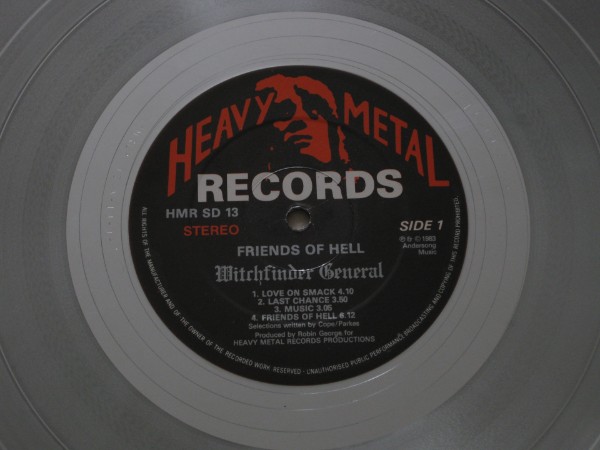 HEAVY METAL
RECORDS
HMR SD 13
STEREO
SIDE 1
℗ © 1983
Andersong
Music
FRIENDS OF HELL
Witchfinder General
1. LOVE ON SMACK 4.10
2. LAST CHANCE 3.50
3. MUSIC 3.05
4. FRIENDS OF HELL 6.12
Selections written by Cope/Parkes
Produced by Robin George for
HEAVY METAL RECORDS PRODUCTIONS
ALL RIGHTS OF THE MANUFACTURER AND OF THE OWNER OF THE RECORDED WORK RESERVED - UNAUTHORISED PUBLIC PERFORMANCE BROADCASTING AND COPYING OF THIS RECORD PROHIBITED